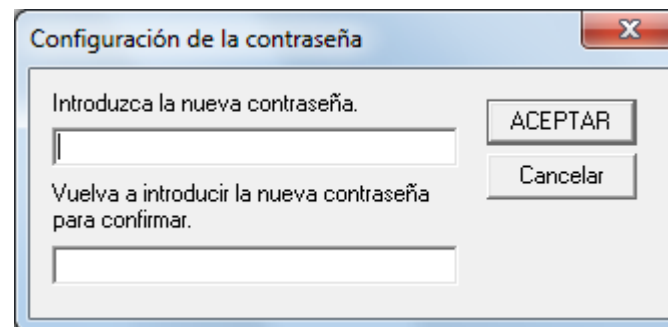 Configuración de la contraseña
Introduzca la nueva contraseña.
ACEPTAR
Cancelar
Vuelva a introducir la nueva contraseña
para confirmar.